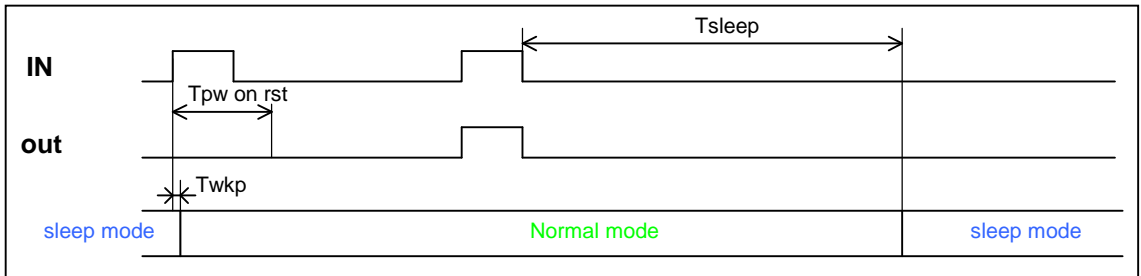 Tsleep
IN
Tpw on rst
out
Twkp
sleep mode Normal mode sleep mode